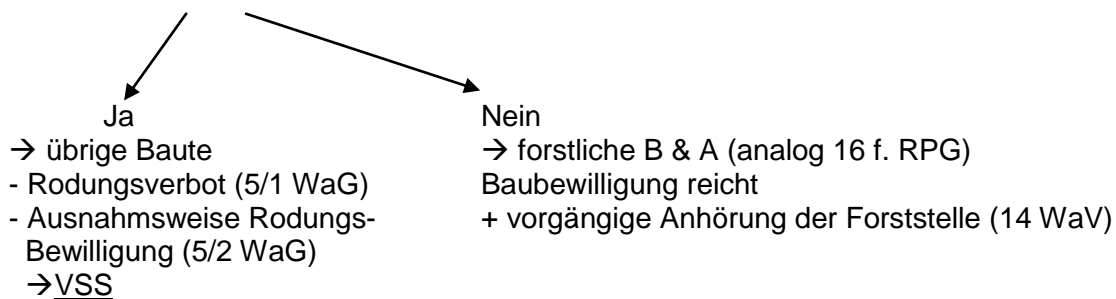 Ja Nein
→ übrige Baute → forstliche B & A (analog 16 f. RPG)
- Rodungsverbot (5/1 WaG) Baubewilligung reicht
- Ausnahmsweise Rodungs- + vorgängige Anhörung der Forststelle (14 WaV)
Bewilligung (5/2 WaG)
→VSS